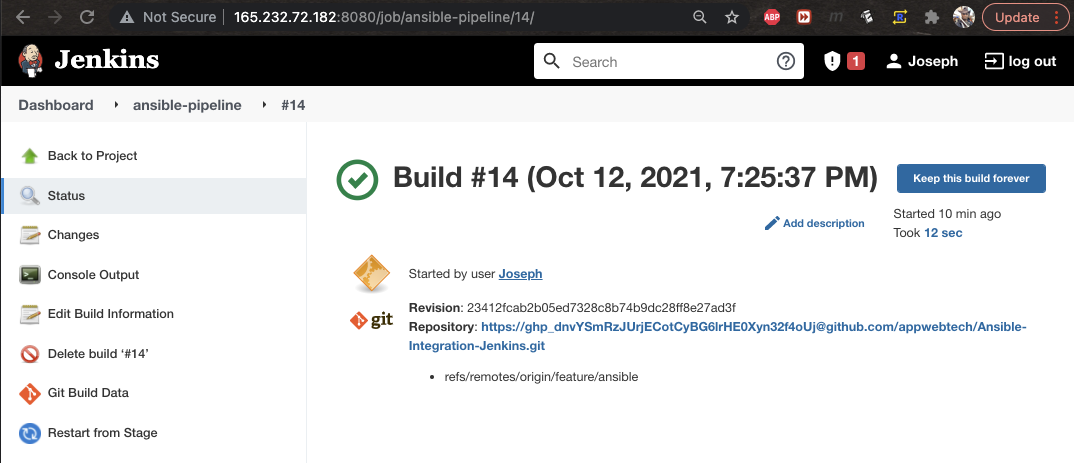 Not Secure | 165.232.72.182:8080/job/ansible-pipeline/14/
ABP
Update
Jenkins
Search
1
Joseph
log out
Dashboard
ansible-pipeline
#14
Back to Project
Status
Changes
Console Output
Edit Build Information
Delete build ‘#14’
Git Build Data
Restart from Stage
Build #14 (Oct 12, 2021, 7:25:37 PM)
Keep this build forever
Add description
Started 10 min ago
Took 12 sec
Started by user Joseph
git
Revision: 23412fcab2b05ed7328c8b74b9dc28ff8e27ad3f
Repository: https://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@github.com/appwebtech/Ansible-
Integration-Jenkins.git
• refs/remotes/origin/feature/ansible